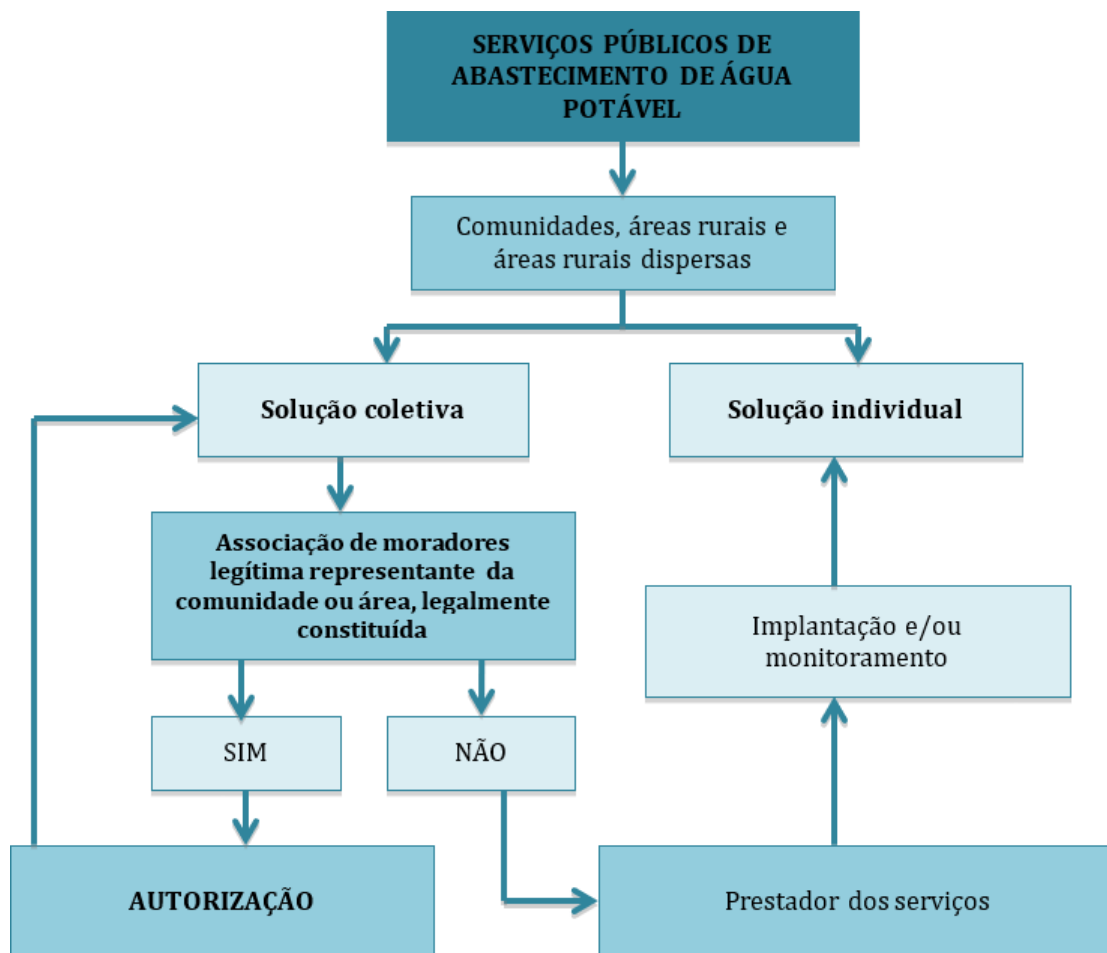 SERVIÇOS PÚBLICOS DE
ABASTECIMENTO DE ÁGUA
POTÁVEL
Comunidades, áreas rurais e
áreas rurais dispersas
Solução coletiva
Solução individual
Associação de moradores
legítima representante da
comunidade ou área, legalmente
constituída
Implantação e/ou
monitoramento
SIM
NÃO
AUTORIZAÇÃO
Prestador dos serviços